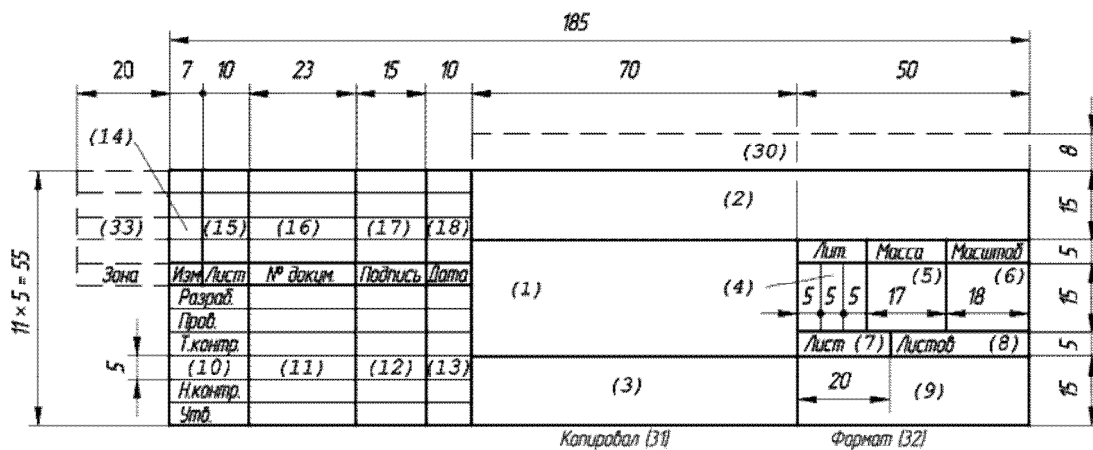 185
20 7 10 23 15 10 70 50
(14) (30) 8
(2) 15
(33) (15) (16) (17) (18)
Лит. Масса Масштаб 5
Зона Изм Лист № докум. Подпись Дата
(1) (4) (5) (6)
5 5 5 17 18 15
11 × 5 = 55
Разраб.
Пров.
Т.контр. Лист (7) Листов (8) 5
5 (10) (11) (12) (13)
Н.контр. (3) 20 (9) 15
Утв.
Копировал (31) Формат (32)